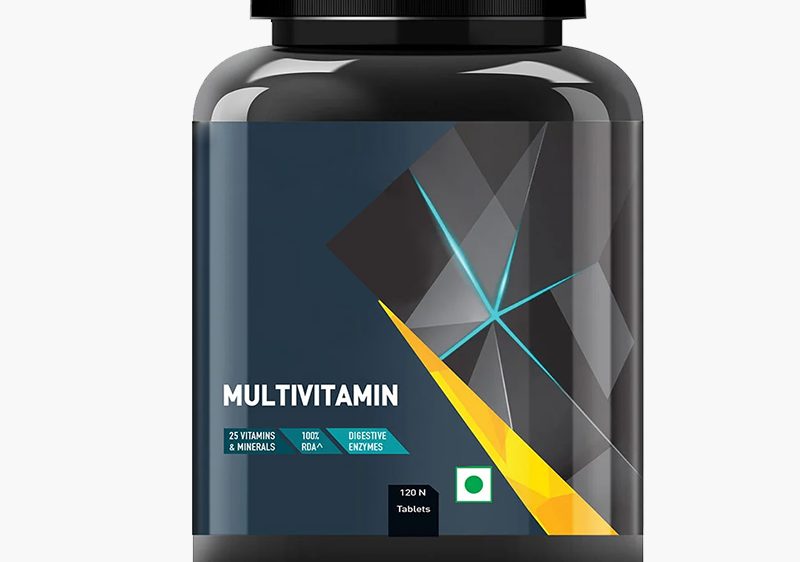 MULTIVITAMIN
25 VITAMINS
& MINERALS
100%
RDA^
DIGESTIVE
ENZYMES
120 N
Tablets